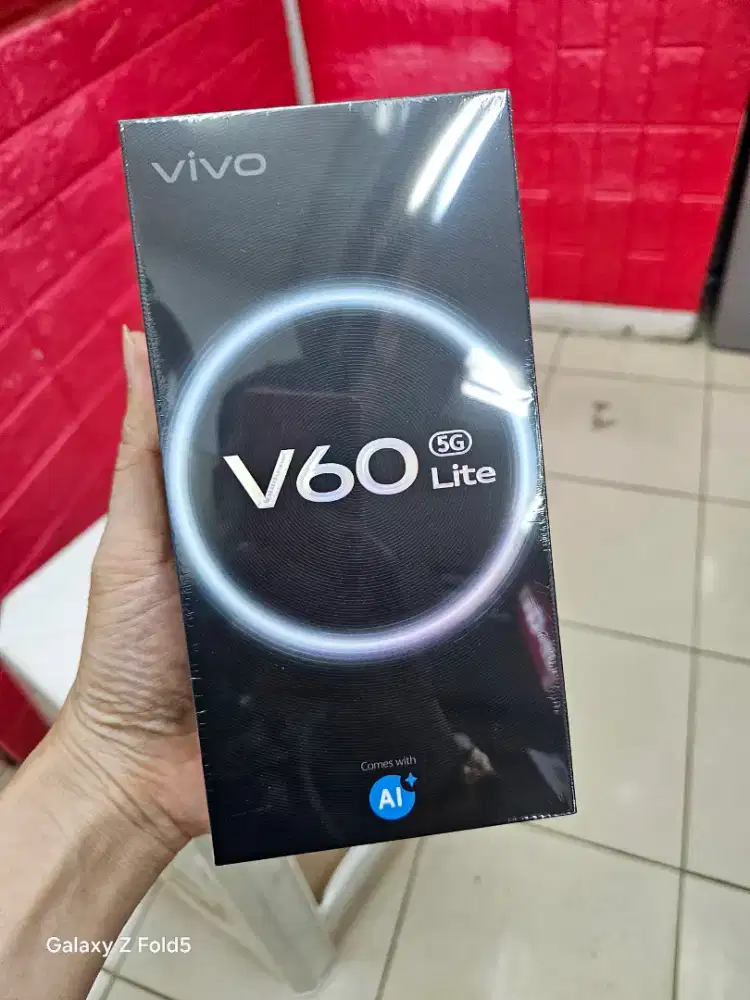 vivo
V60 5G Lite
Comes with
AI
Galaxy Z Fold5